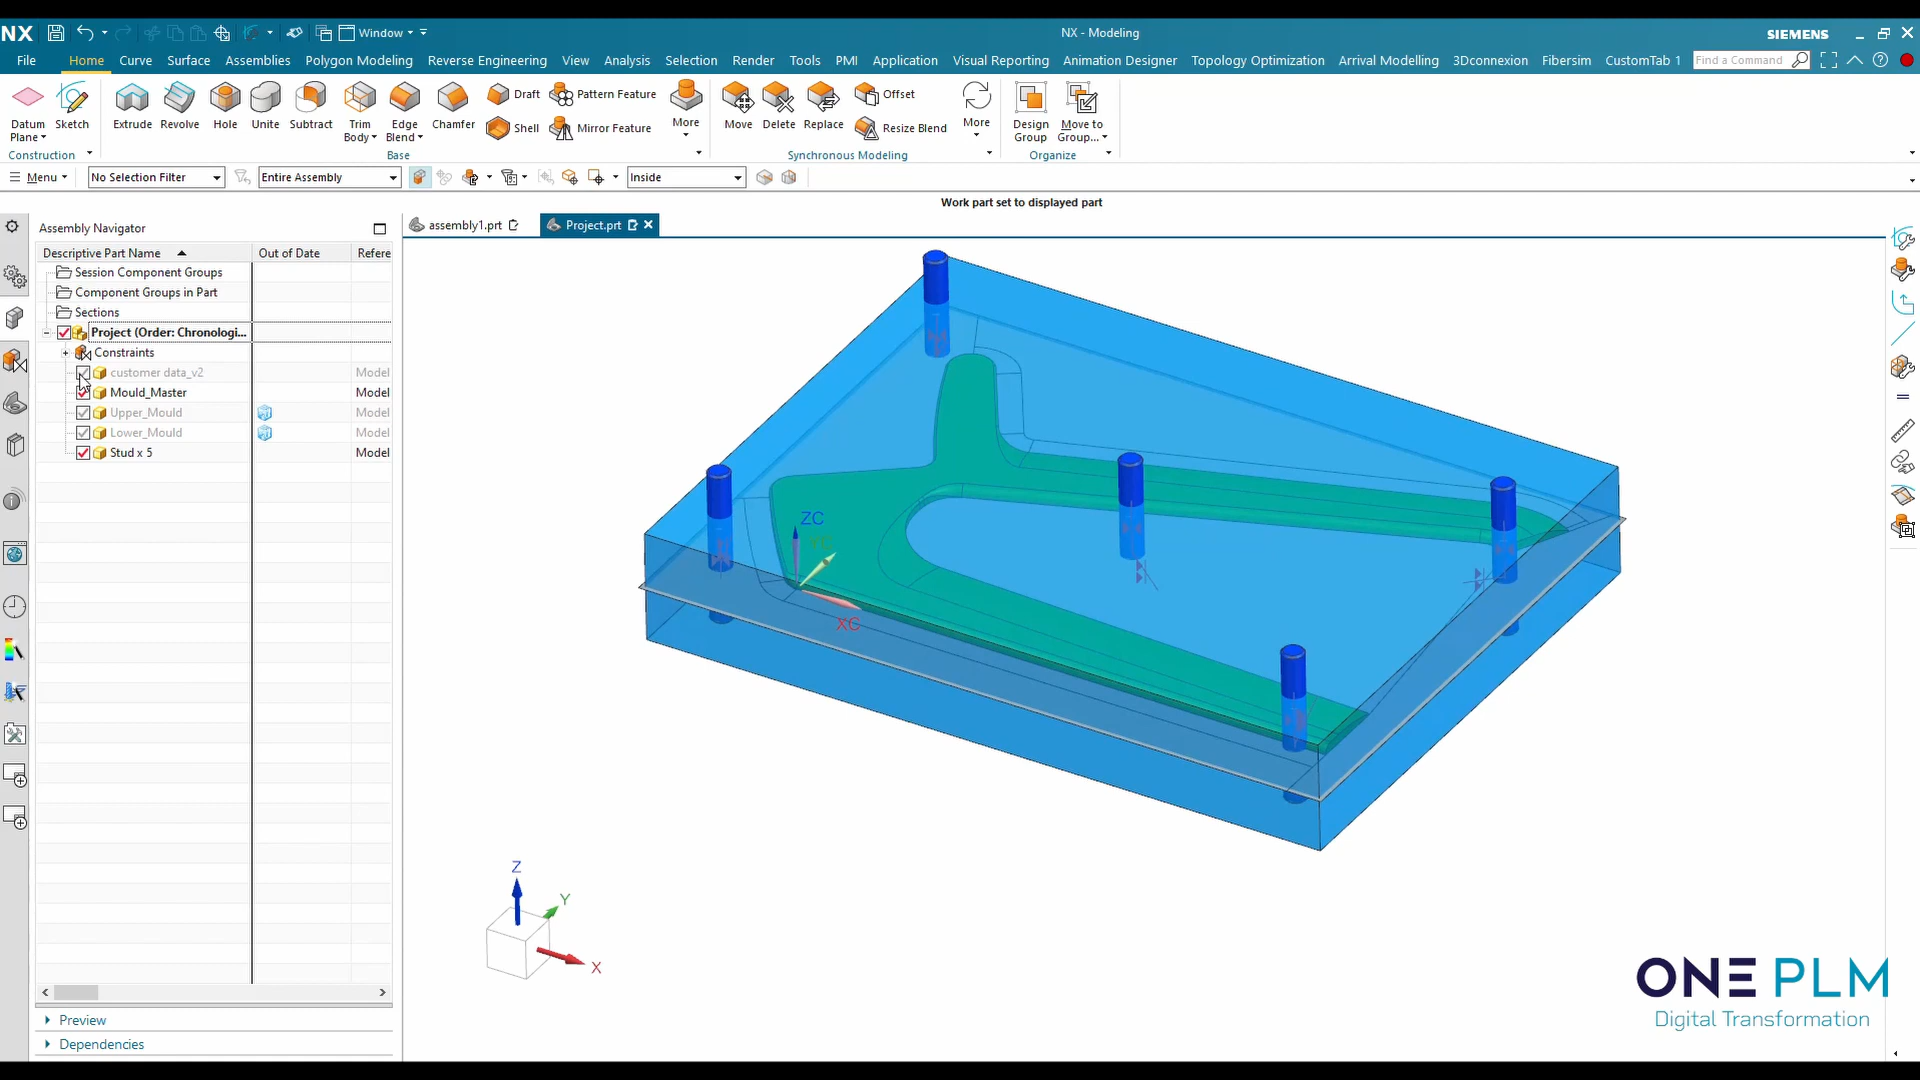 NX
Window
NX - Modeling
SIEMENS
File
Home
Curve
Surface
Assemblies
Polygon Modeling
Reverse Engineering
View
Analysis
Selection
Render
Tools
PMI
Application
Visual Reporting
Animation Designer
Topology Optimization
Arrival Modelling
3Dconnexion
Fibersim
CustomTab 1
Find a Command
Datum
Plane
Sketch
Extrude
Revolve
Hole
Unite
Subtract
Trim
Body
Edge
Blend
Chamfer
Draft
Shell
Pattern Feature
Mirror Feature
More
Move
Delete
Replace
Offset
Resize Blend
More
Design
Group
Move to
Group...
Construction
Base
Synchronous Modeling
Organize
Menu
No Selection Filter
Entire Assembly
Inside
Work part set to displayed part
Assembly Navigator
assembly1.prt
Project.prt
Descriptive Part Name
Out of Date
Refere
Session Component Groups
Component Groups in Part
Sections
Project (Order: Chronologi...
Constraints
customer data_v2 Model
Mould_Master Model
Upper_Mould Model
Lower_Mould Model
Stud x 5 Model
ZC
YC
XC
Z
Y
X
Preview
Dependencies
ONE PLM
Digital Transformation